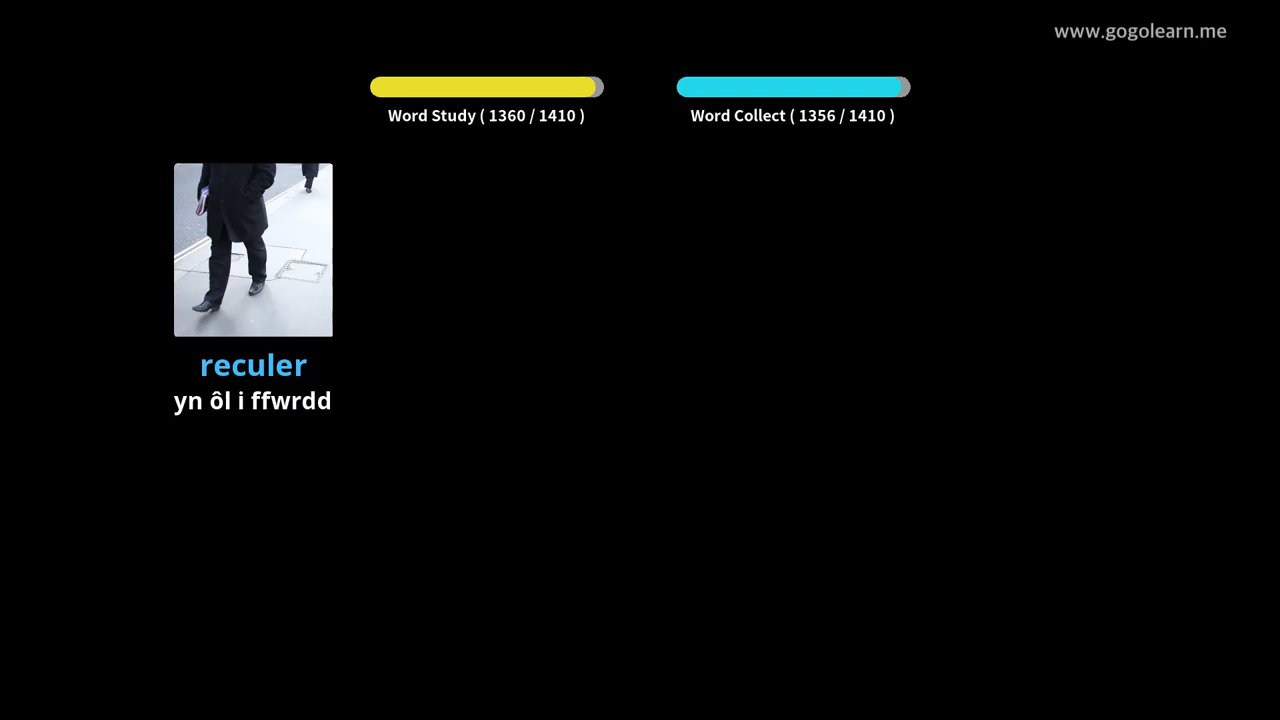 www.gogolearn.me
Word Study ( 1360 / 1410 )
Word Collect ( 1356 / 1410 )
reculer
yn ôl i ffwrdd